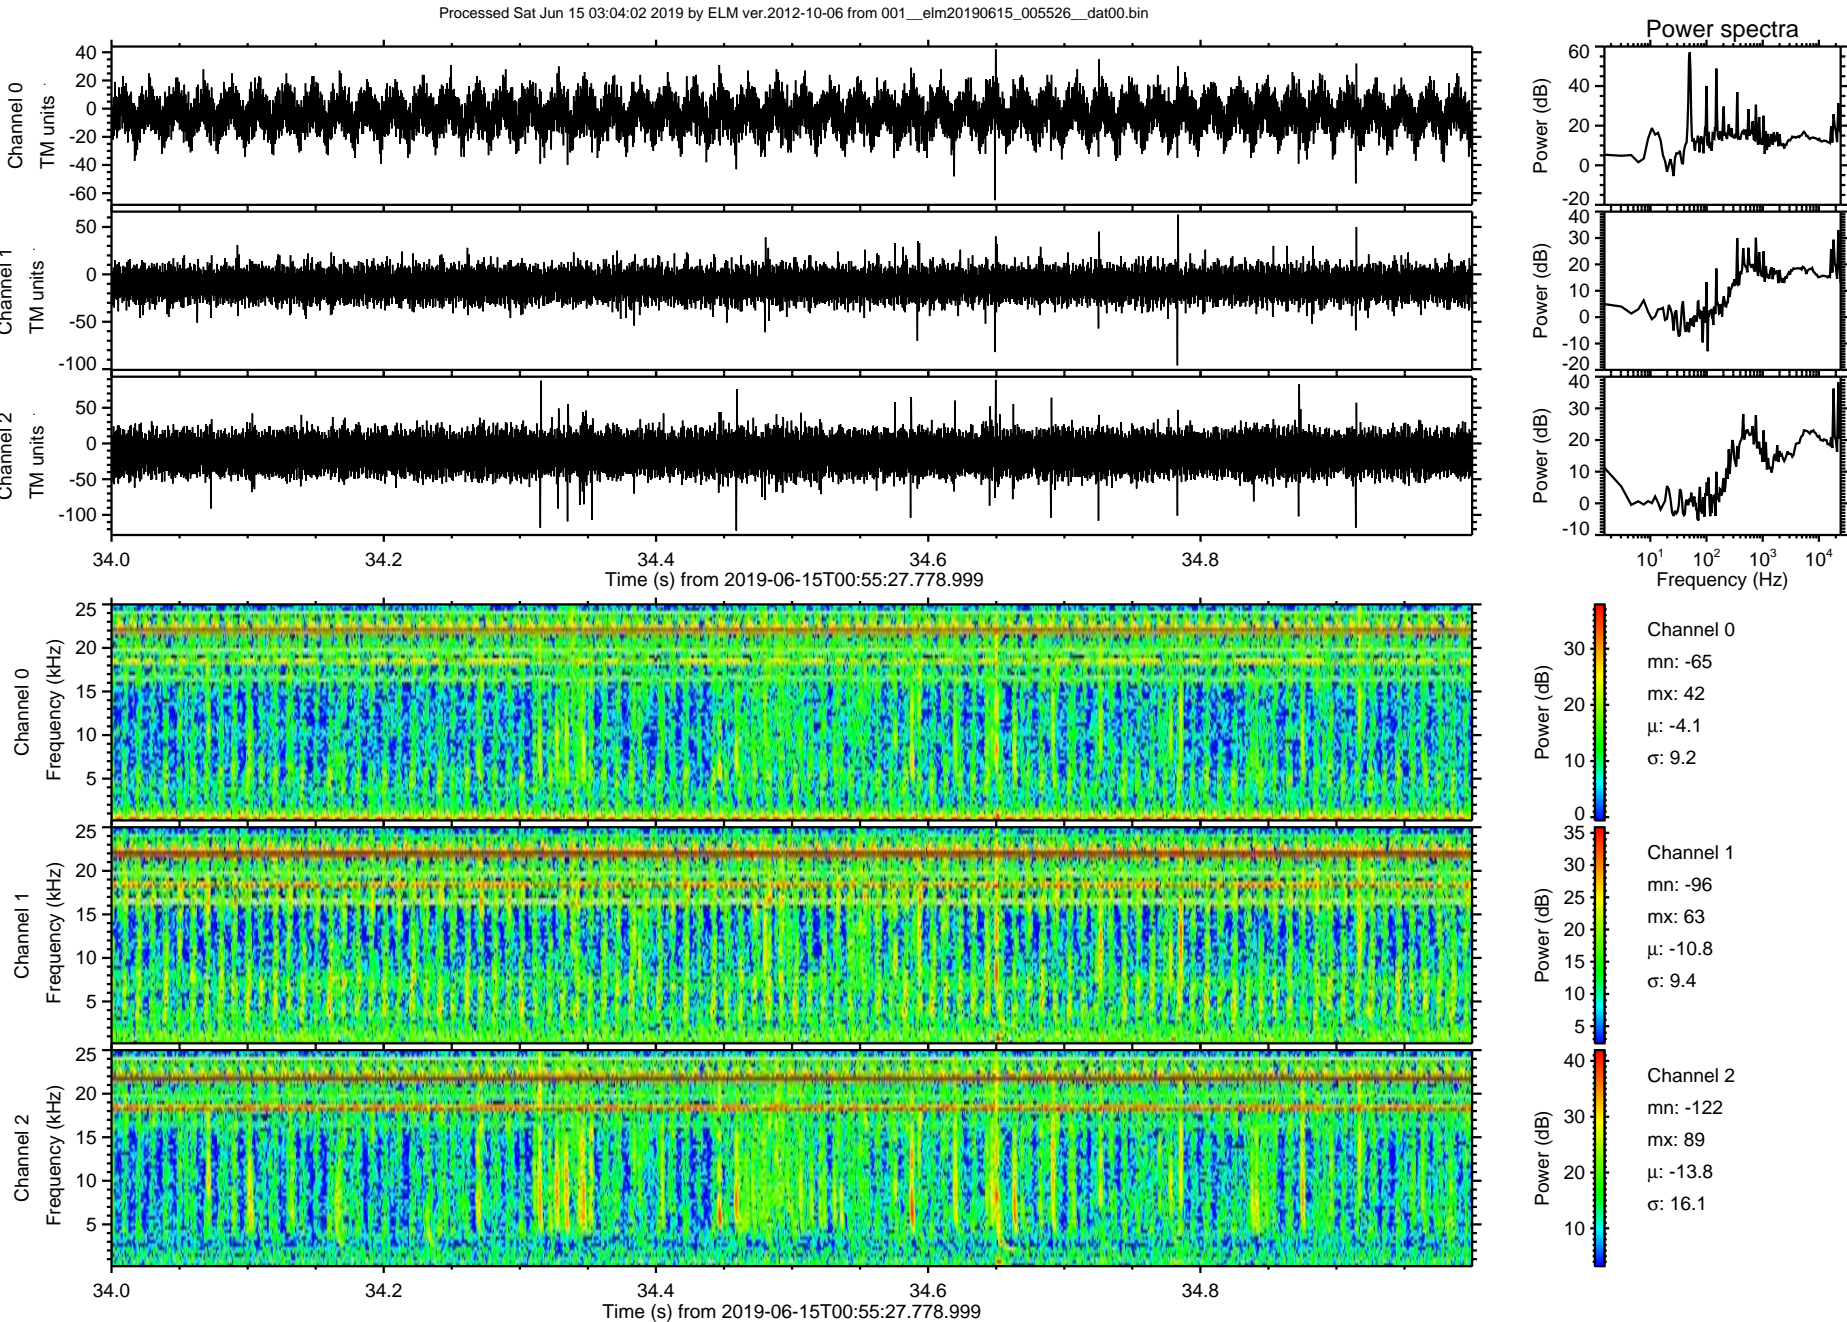 Processed Sat Jun 15 03:04:02 2019 by ELM ver.2012-10-06 from 001__elm20190615_005526__dat00.bin
Power spectra
Channel 0
TM units
40
20
0
-20
-40
-60
Power (dB)
60
40
20
0
-20
Channel 1
TM units
50
0
-50
-100
Power (dB)
40
30
20
10
0
-10
-20
Channel 2
TM units
50
0
-50
-100
Power (dB)
40
30
20
10
0
-10
34.0 34.2 34.4 34.6 34.8
Time (s) from 2019-06-15T00:55:27.778.999
10^1 10^2 10^3 10^4
Frequency (Hz)
Channel 0
Frequency (kHz)
25
20
15
10
5
Power (dB)
30
20
10
0
Channel 0
mn: -65
mx: 42
μ: -4.1
σ: 9.2
Channel 1
Frequency (kHz)
25
20
15
10
5
Power (dB)
35
30
25
20
15
10
5
Channel 1
mn: -96
mx: 63
μ: -10.8
σ: 9.4
Channel 2
Frequency (kHz)
25
20
15
10
5
Power (dB)
40
30
20
10
Channel 2
mn: -122
mx: 89
μ: -13.8
σ: 16.1
34.0 34.2 34.4 34.6 34.8
Time (s) from 2019-06-15T00:55:27.778.999